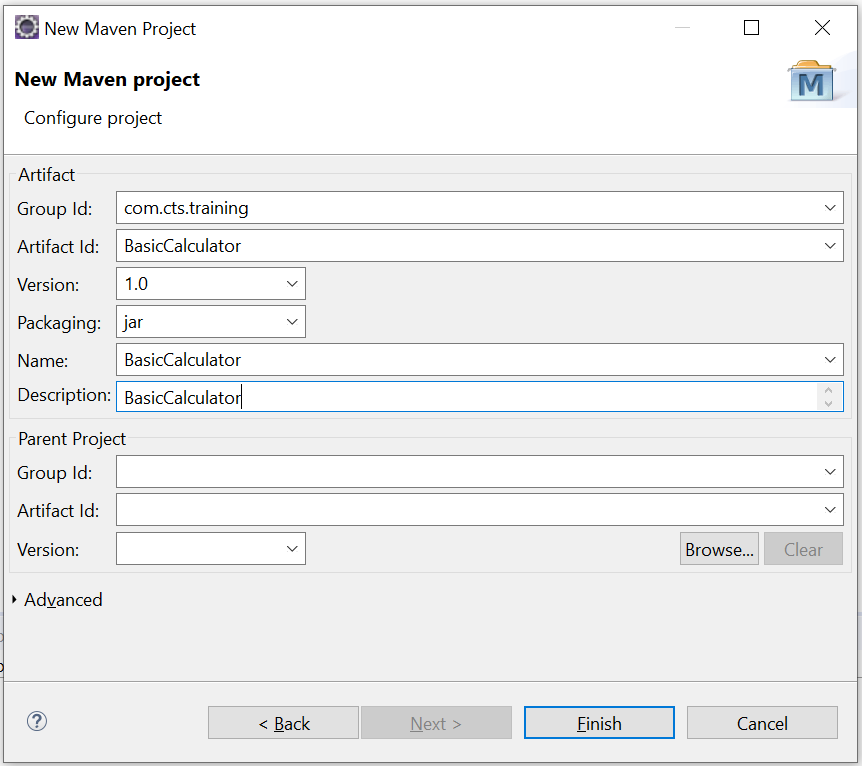 New Maven Project
New Maven project
Configure project
M
Artifact
Group Id: com.cts.training
Artifact Id: BasicCalculator
Version: 1.0
Packaging: jar
Name: BasicCalculator
Description: BasicCalculator
Parent Project
Group Id:
Artifact Id:
Version: Browse... Clear
Advanced
? < Back Next > Finish Cancel